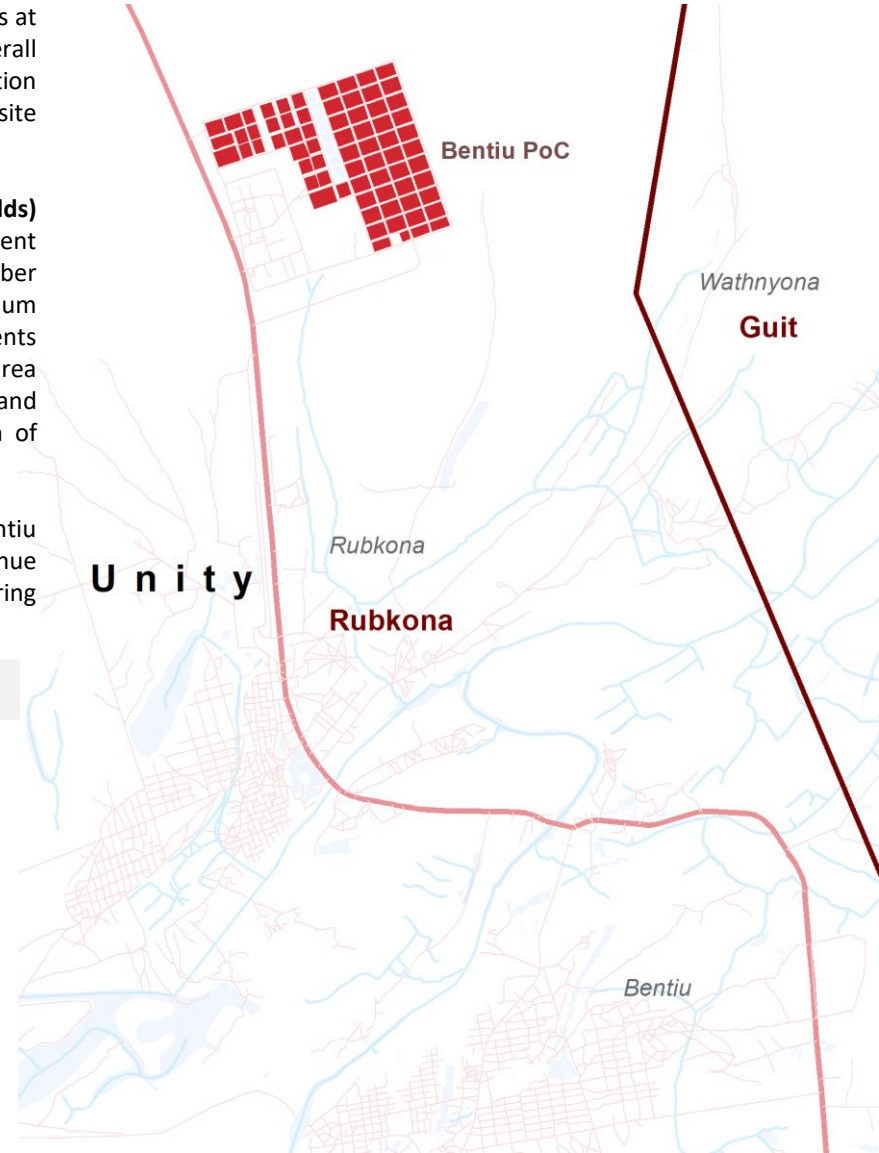 s at
erall
tion
site
lds)
ent
ber
um
ents
rea
and
n of
ntiu
nue
ring
Bentiu PoC
Wathnyona
Guit
Rubkona
Unity
Rubkona
Bentiu